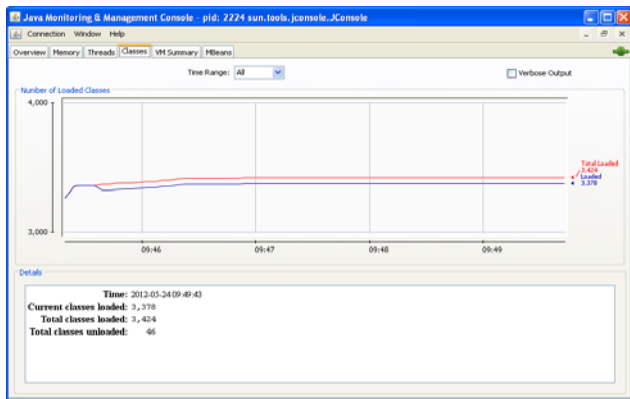 Java Monitoring & Management Console - pid: 2224 sun.tools.jconsole.JConsole
Connection Window Help
Overview Memory Threads Classes VM Summary MBeans
Time Range: All Verbose Output
Number of Loaded Classes
4,000
Total Loaded
3,424
Loaded
3,378
3,000
09:46 09:47 09:48 09:49
Details
Time: 2012-05-24 09:49:43
Current classes loaded: 3,378
Total classes loaded: 3,424
Total classes unloaded: 46